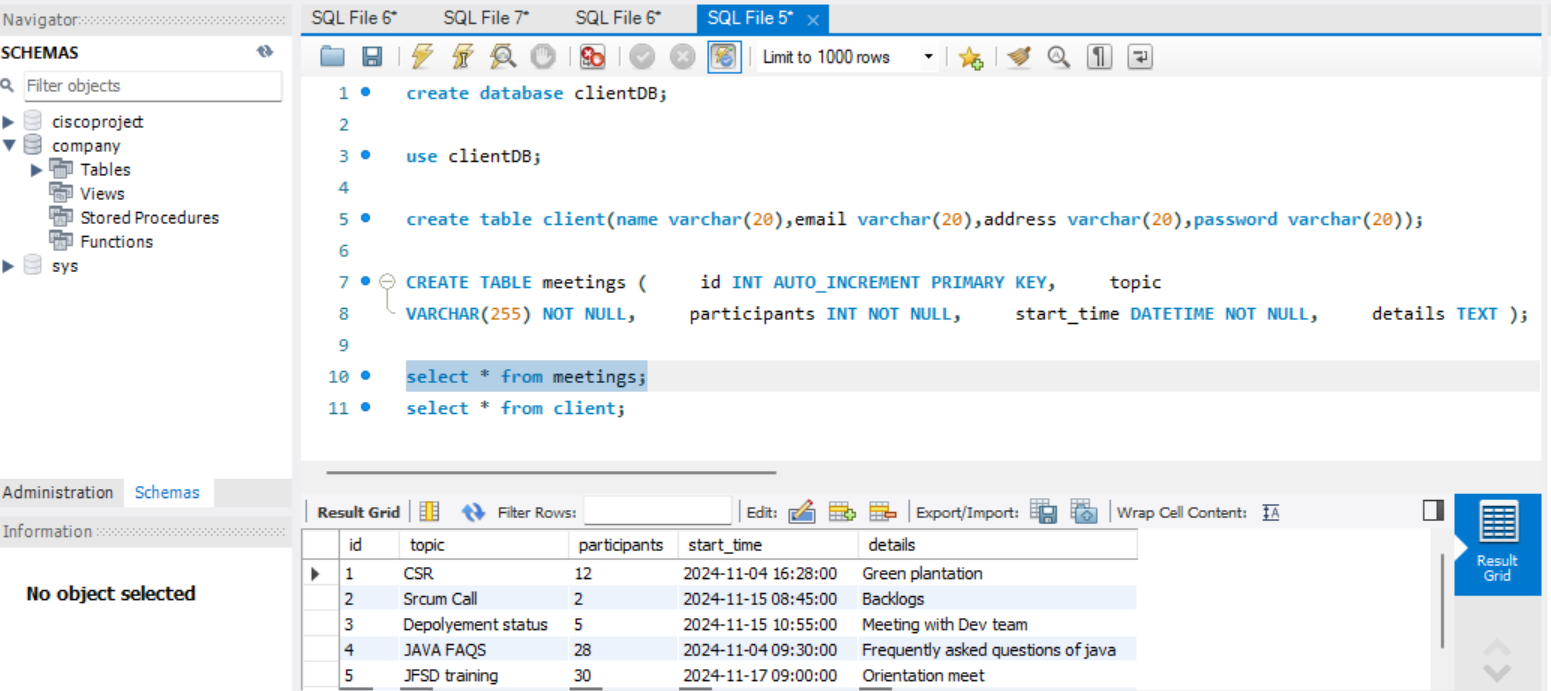 Navigator
SCHEMAS
Filter objects
ciscoproject
company
Tables
Views
Stored Procedures
Functions
sys
Administration Schemas
Information
No object selected
SQL File 6* SQL File 7* SQL File 6* SQL File 5*
Limit to 1000 rows
1 create database clientDB;
2
3 use clientDB;
4
5 create table client(name varchar(20),email varchar(20),address varchar(20),password varchar(20));
6
7 CREATE TABLE meetings ( id INT AUTO_INCREMENT PRIMARY KEY, topic
8 VARCHAR(255) NOT NULL, participants INT NOT NULL, start_time DATETIME NOT NULL, details TEXT );
9
10 select * from meetings;
11 select * from client;
Result Grid Filter Rows: Edit: Export/Import: Wrap Cell Content:
id topic participants start_time details
1 CSR 12 2024-11-04 16:28:00 Green plantation
2 Srcum Call 2 2024-11-15 08:45:00 Backlogs
3 Depolyement status 5 2024-11-15 10:55:00 Meeting with Dev team
4 JAVA FAQS 28 2024-11-04 09:30:00 Frequently asked questions of java
5 JFSD training 30 2024-11-17 09:00:00 Orientation meet
Result
Grid